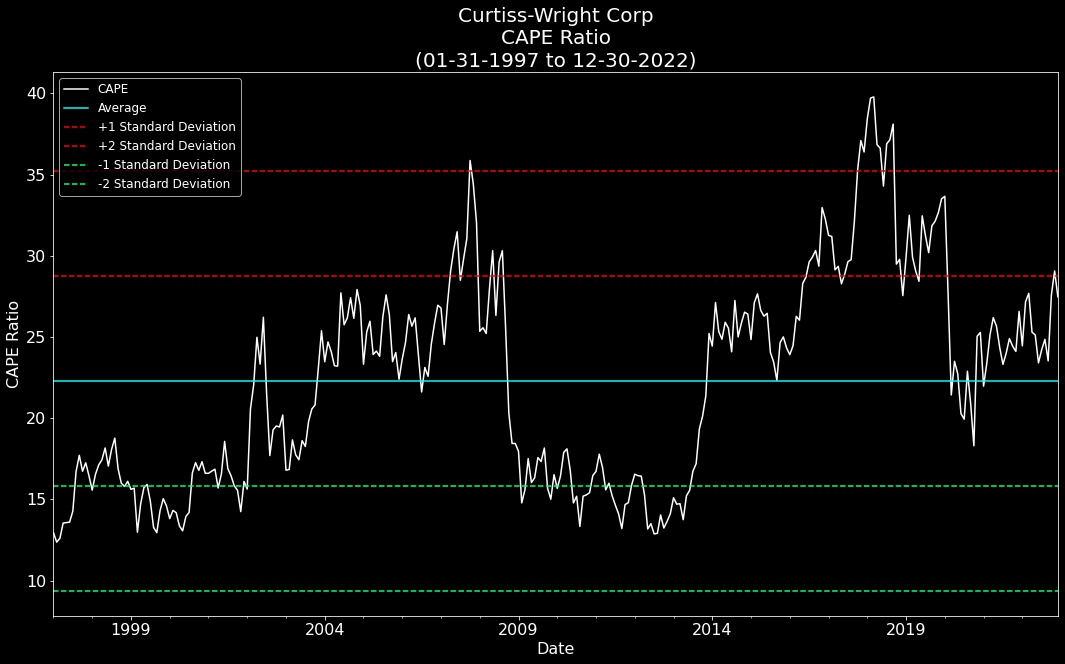 Curtiss-Wright Corp
CAPE Ratio
(01-31-1997 to 12-30-2022)
CAPE
Average
+1 Standard Deviation
+2 Standard Deviation
-1 Standard Deviation
-2 Standard Deviation
CAPE Ratio
40
35
30
25
20
15
10
1999
2004
2009
2014
2019
Date